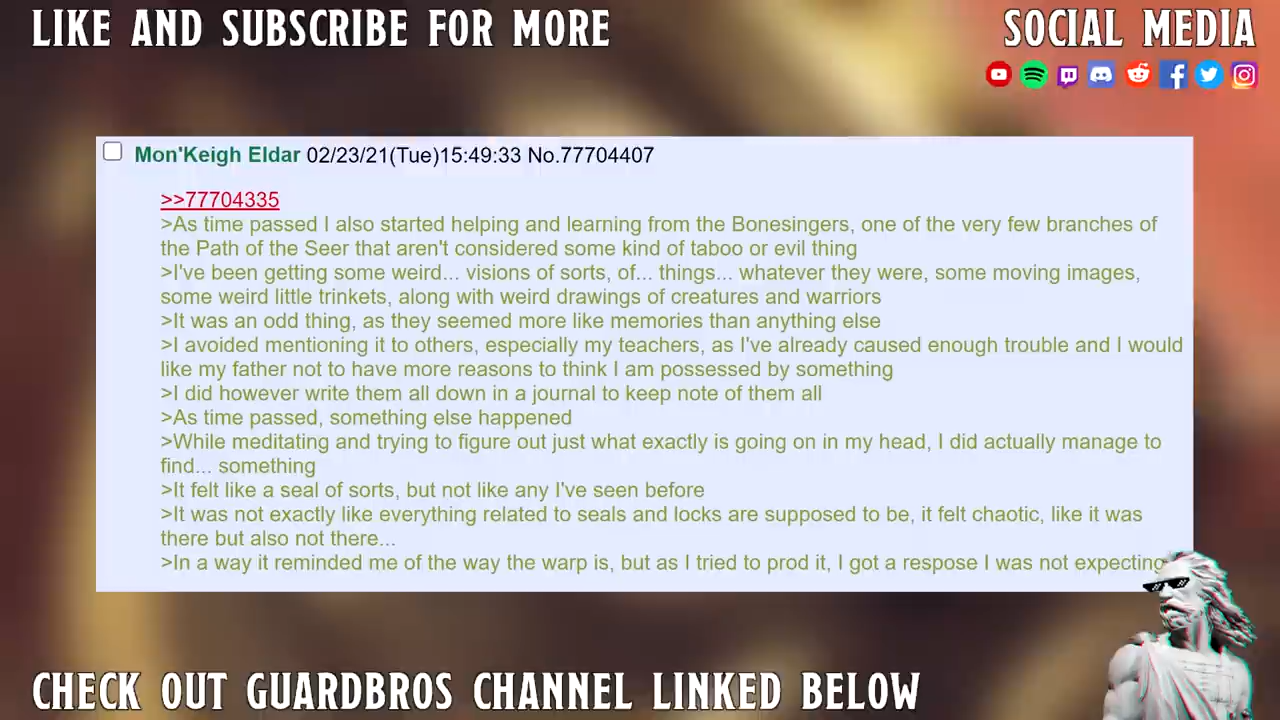 LIKE AND SUBSCRIBE FOR MORE
SOCIAL MEDIA
Mon'Keigh Eldar 02/23/21(Tue)15:49:33 No.77704407
>>77704335
>As time passed I also started helping and learning from the Bonesingers, one of the very few branches of
the Path of the Seer that aren't considered some kind of taboo or evil thing
>I've been getting some weird... visions of sorts, of... things... whatever they were, some moving images,
some weird little trinkets, along with weird drawings of creatures and warriors
>It was an odd thing, as they seemed more like memories than anything else
>I avoided mentioning it to others, especially my teachers, as I've already caused enough trouble and I would
like my father not to have more reasons to think I am possessed by something
>I did however write them all down in a journal to keep note of them all
>As time passed, something else happened
>While meditating and trying to figure out just what exactly is going on in my head, I did actually manage to
find... something
>It felt like a seal of sorts, but not like any I've seen before
>It was not exactly like everything related to seals and locks are supposed to be, it felt chaotic, like it was
there but also not there...
>In a way it reminded me of the way the warp is, but as I tried to prod it, I got a respose I was not expecting
CHECK OUT GUARDBROS CHANNEL LINKED BELOW